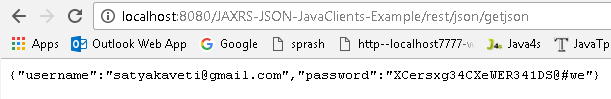 localhost:8080/JAXRS-JSON-JavaClients-Example/rest/json/getjson
Apps Outlook Web App Google sprash http--localhost7777-v Java4s JavaTp
{"username":"satyakaveti@gmail.com","password":"XCersxg34CXeWER341DS@#we"}